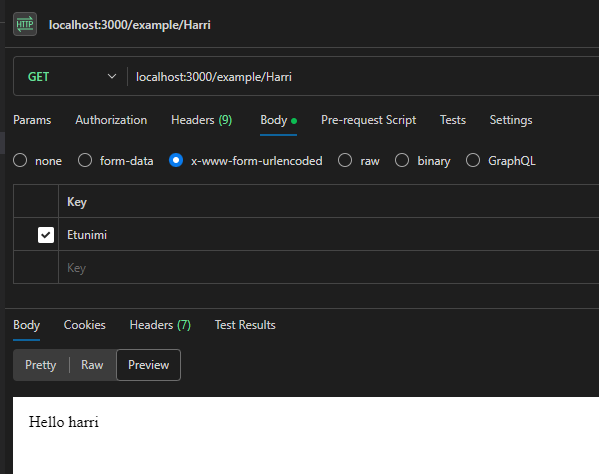 HTTP localhost:3000/example/Harri
GET localhost:3000/example/Harri
Params Authorization Headers (9) Body Pre-request Script Tests Settings
none form-data x-www-form-urlencoded raw binary GraphQL
Key
Etunimi
Key
Body Cookies Headers (7) Test Results
Pretty Raw Preview
Hello harri